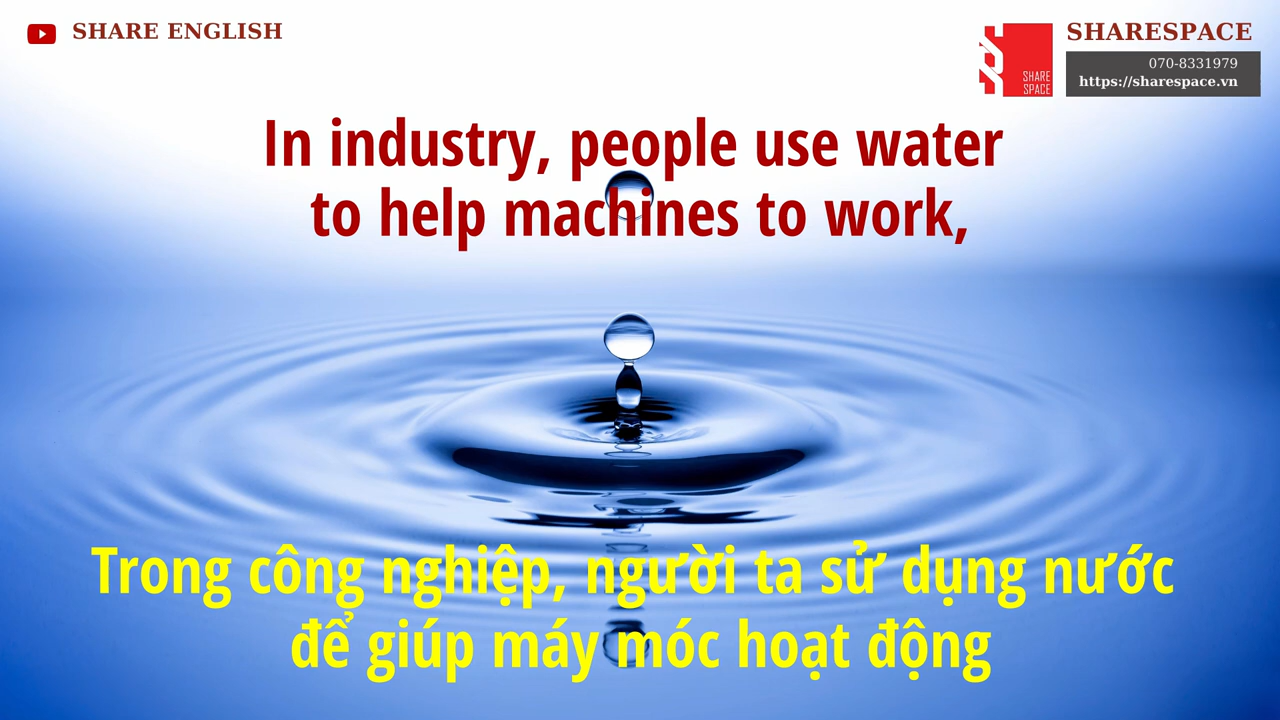 SHARE ENGLISH
SHARESPACE
070-8331979
https://sharespace.vn
SHARE
SPACE
In industry, people use water
to help machines to work,
Trong công nghiệp, người ta sử dụng nước
để giúp máy móc hoạt động